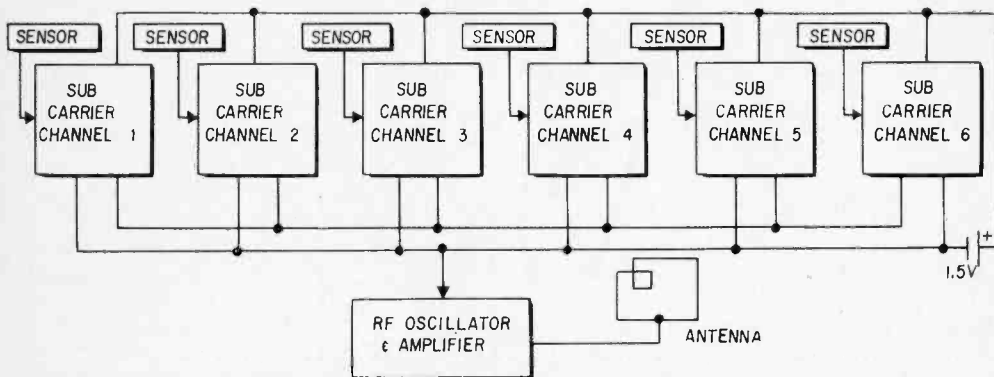 SENSOR
SENSOR
SENSOR
SENSOR
SENSOR
SENSOR
SUB
CARRIER
CHANNEL 1
SUB
CARRIER
CHANNEL 2
SUB
CARRIER
CHANNEL 3
SUB
CARRIER
CHANNEL 4
SUB
CARRIER
CHANNEL 5
SUB
CARRIER
CHANNEL 6
+
1.5V
RF OSCILLATOR
€ AMPLIFIER
ANTENNA